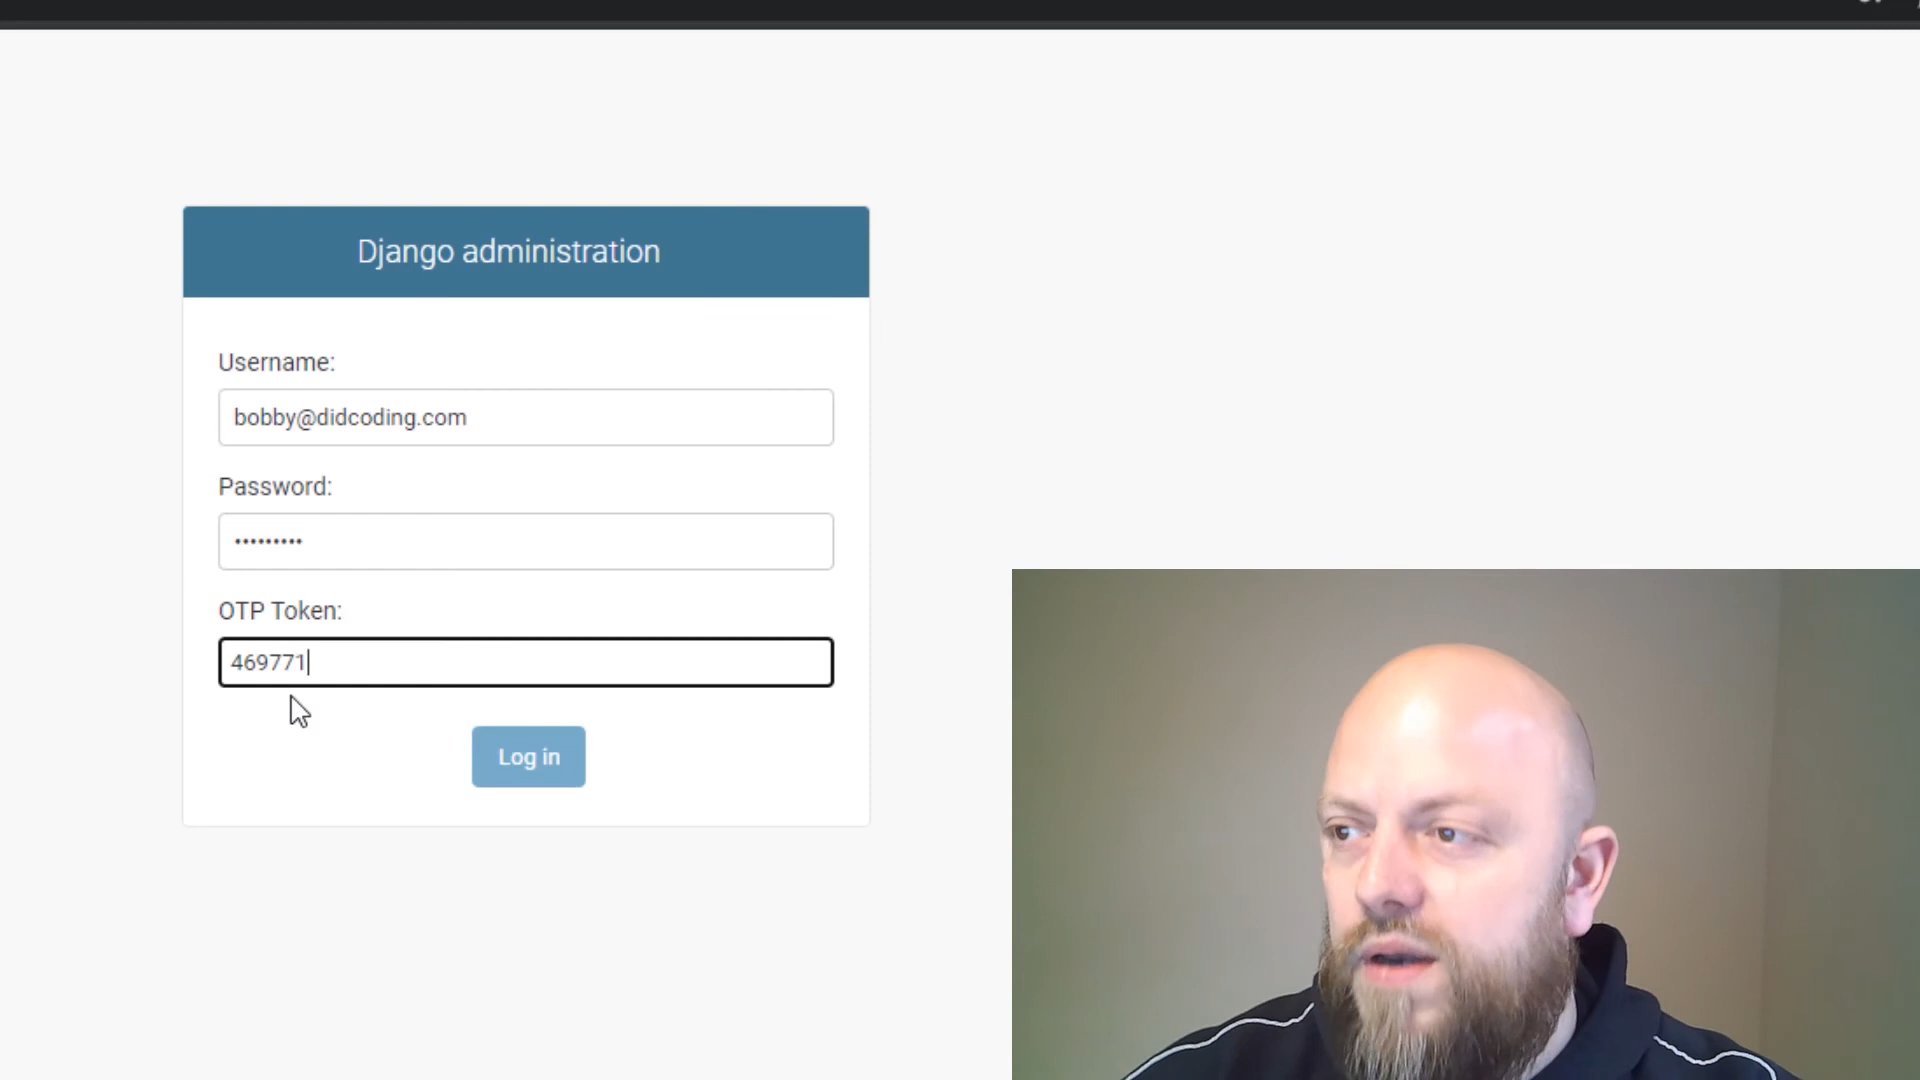 Django administration
Username:
bobby@didcoding.com
Password:
•••••••••
OTP Token:
469771
Log in